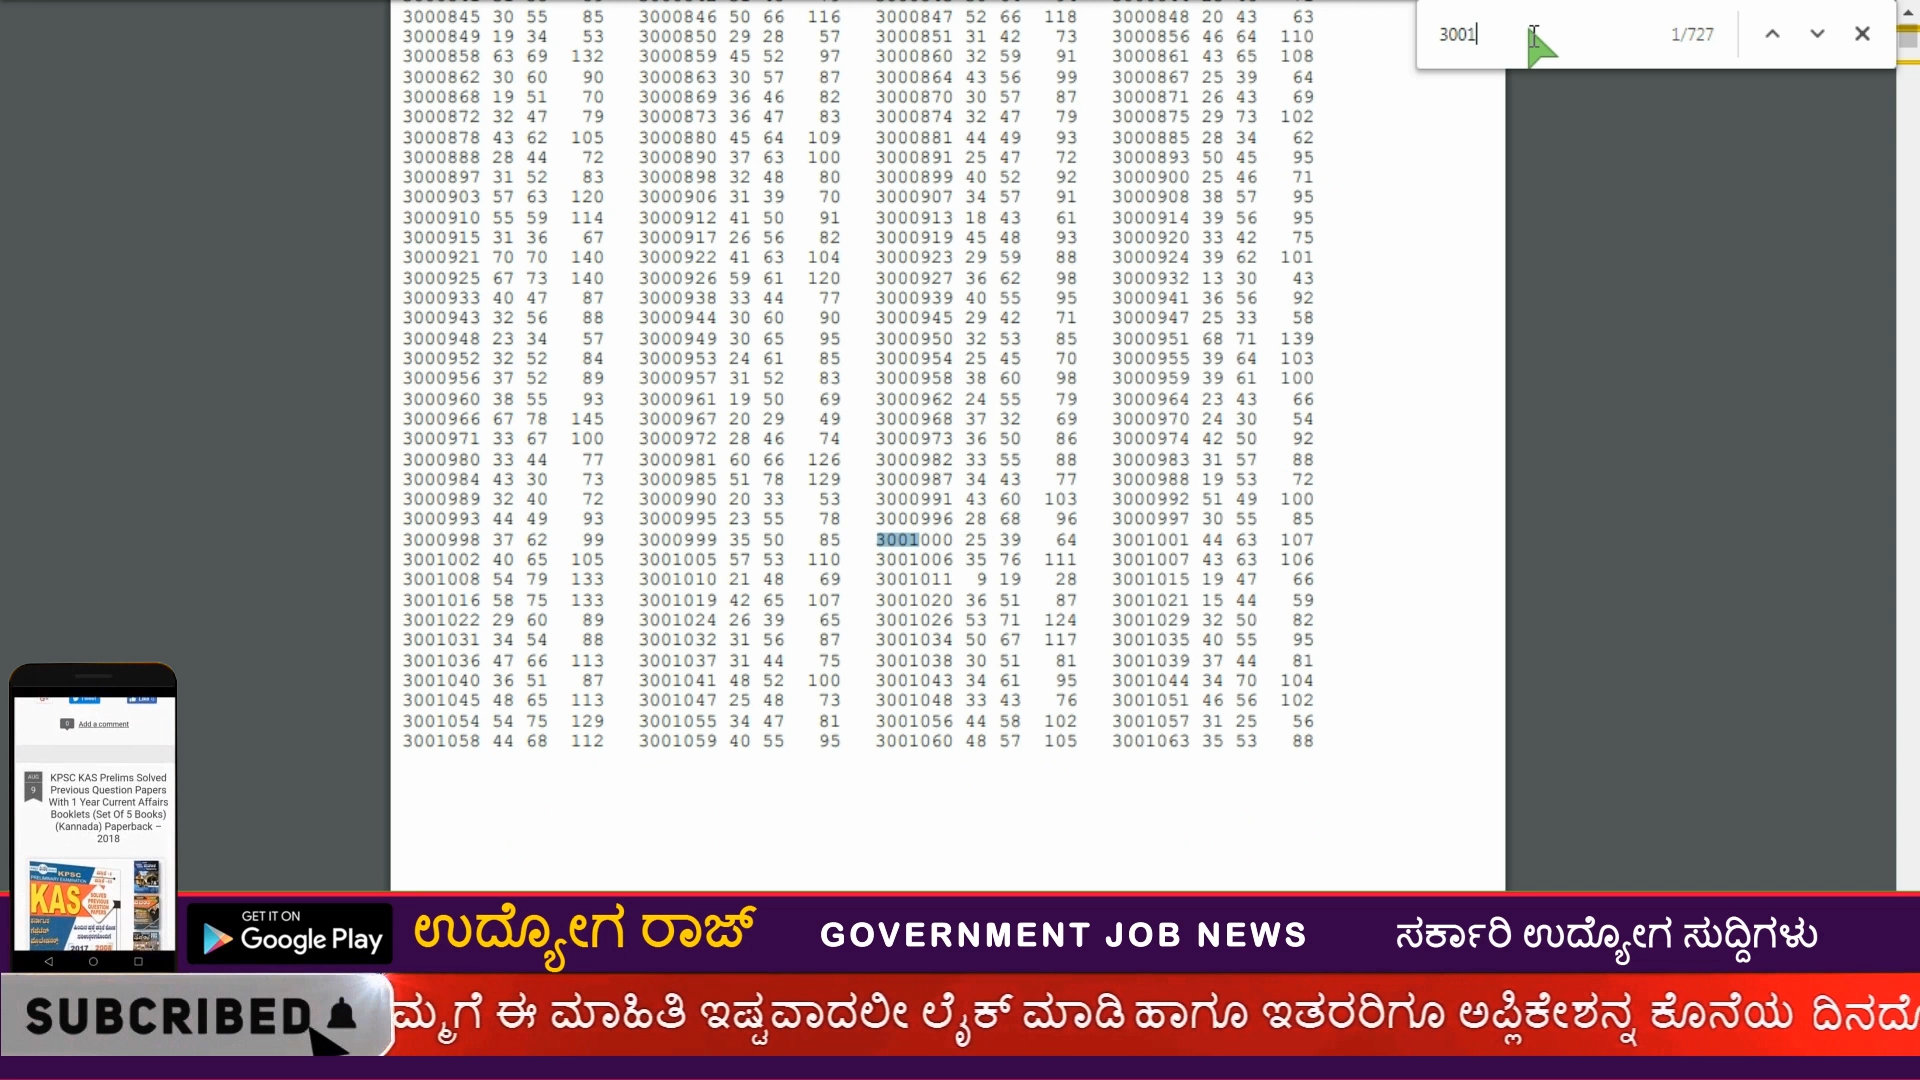 3000845 30 55 85 3000846 50 66 116 3000847 52 66 118 3000848 20 43 63
3000849 19 34 53 3000850 29 28 57 3000851 31 42 73 3000856 46 64 110
3000858 63 69 132 3000859 45 52 97 3000860 32 59 91 3000861 43 65 108
3000862 30 60 90 3000863 30 57 87 3000864 43 56 99 3000867 25 39 64
3000868 19 51 70 3000869 36 46 82 3000870 30 57 87 3000871 26 43 69
3000872 32 47 79 3000873 36 47 83 3000874 32 47 79 3000875 29 73 102
3000878 43 62 105 3000880 45 64 109 3000881 44 49 93 3000885 28 34 62
3000888 28 44 72 3000890 37 63 100 3000891 25 47 72 3000893 50 45 95
3000897 31 52 83 3000898 32 48 80 3000899 40 52 92 3000900 25 46 71
3000903 57 63 120 3000906 31 39 70 3000907 34 57 91 3000908 38 57 95
3000910 55 59 114 3000912 41 50 91 3000913 18 43 61 3000914 39 56 95
3000915 31 36 67 3000917 26 56 82 3000919 45 48 93 3000920 33 42 75
3000921 70 70 140 3000922 41 63 104 3000923 29 59 88 3000924 39 62 101
3000925 67 73 140 3000926 59 61 120 3000927 36 62 98 3000932 13 30 43
3000933 40 47 87 3000938 33 44 77 3000939 40 55 95 3000941 36 56 92
3000943 32 56 88 3000944 30 60 90 3000945 29 42 71 3000947 25 33 58
3000948 23 34 57 3000949 30 65 95 3000950 32 53 85 3000951 68 71 139
3000952 32 52 84 3000953 24 61 85 3000954 25 45 70 3000955 39 64 103
3000956 37 52 89 3000957 31 52 83 3000958 38 60 98 3000959 39 61 100
3000960 38 55 93 3000961 19 50 69 3000962 24 55 79 3000964 23 43 66
3000966 67 78 145 3000967 20 29 49 3000968 37 32 69 3000970 24 30 54
3000971 33 67 100 3000972 28 46 74 3000973 36 50 86 3000974 42 50 92
3000980 33 44 77 3000981 60 66 126 3000982 33 55 88 3000983 31 57 88
3000984 43 30 73 3000985 51 78 129 3000987 34 43 77 3000988 19 53 72
3000989 32 40 72 3000990 20 33 53 3000991 43 60 103 3000992 51 49 100
3000993 44 49 93 3000995 23 55 78 3000996 28 68 96 3000997 30 55 85
3000998 37 62 99 3000999 35 50 85 3001000 25 39 64 3001001 44 63 107
3001002 40 65 105 3001005 57 53 110 3001006 35 76 111 3001007 43 63 106
3001008 54 79 133 3001010 21 48 69 3001011 9 19 28 3001015 19 47 66
3001016 58 75 133 3001019 42 65 107 3001020 36 51 87 3001021 15 44 59
3001022 29 60 89 3001024 26 39 65 3001026 53 71 124 3001029 32 50 82
3001031 34 54 88 3001032 31 56 87 3001034 50 67 117 3001035 40 55 95
3001036 47 66 113 3001037 31 44 75 3001038 30 51 81 3001039 37 44 81
3001040 36 51 87 3001041 48 52 100 3001043 34 61 95 3001044 34 70 104
3001045 48 65 113 3001047 25 48 73 3001048 33 43 76 3001051 46 56 102
3001054 54 75 129 3001055 34 47 81 3001056 44 58 102 3001057 31 25 56
3001058 44 68 112 3001059 40 55 95 3001060 48 57 105 3001063 35 53 88
3001 1/727
0 Add a comment
AUG
9
KPSC KAS Prelims Solved
Previous Question Papers
With 1 Year Current Affairs
Booklets (Set Of 5 Books)
(Kannada) Paperback –
2018
KPSC
KAS
2017
GET IT ON
Google Play
ಉದ್ಯೋಗ ರಾಜ್ GOVERNMENT JOB NEWS ಸರ್ಕಾರಿ ಉದ್ಯೋಗ ಸುದ್ದಿಗಳು
SUBCRIBED
ಮ್ಮಗೆ ಈ ಮಾಹಿತಿ ಇಷ್ಟವಾದಲೀ ಲೈಕ್ ಮಾಡಿ ಹಾಗೂ ಇತರರಿಗೂ ಅಪ್ಲಿಕೇಶನ್ನ ಕೊನೆಯ